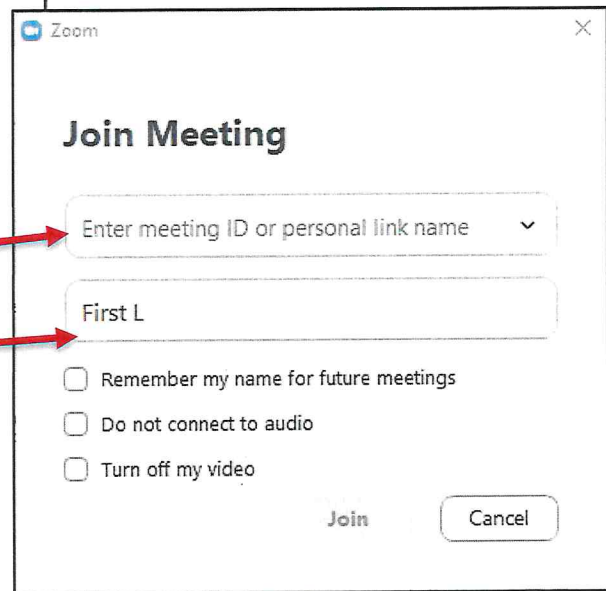 Zoom
Join Meeting
Enter meeting ID or personal link name
First L
Remember my name for future meetings
Do not connect to audio
Turn off my video
Join Cancel